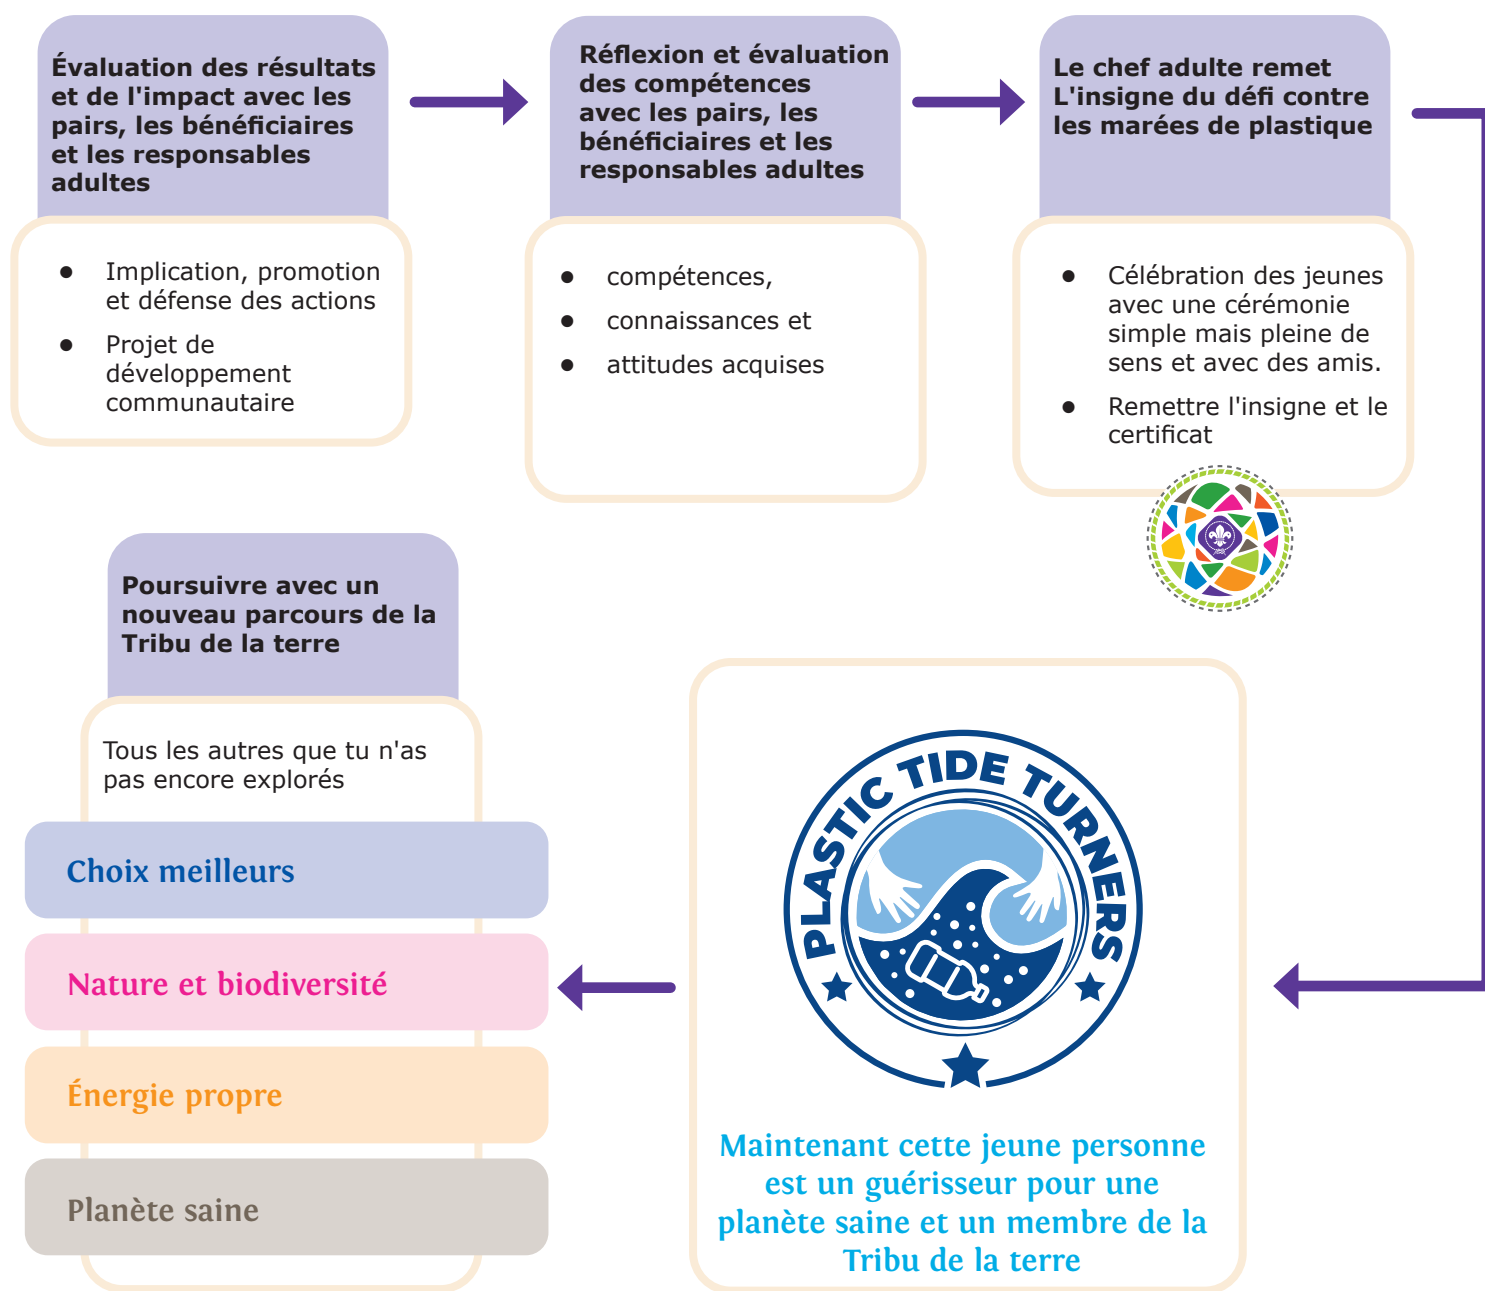 Évaluation des résultats
et de l'impact avec les
pairs, les bénéficiaires
et les responsables
adultes
Implication, promotion
et défense des actions
Projet de
développement
communautaire
Réflexion et évaluation
des compétences
avec les pairs, les
bénéficiaires et les
responsables adultes
compétences,
connaissances et
attitudes acquises
Le chef adulte remet
L'insigne du défi contre
les marées de plastique
Célébration des jeunes
avec une cérémonie
simple mais pleine de
sens et avec des amis.
Remettre l'insigne et le
certificat
PLASTIC TIDE TURNERS
Maintenant cette jeune personne
est un guérisseur pour une
planète saine et un membre de la
Tribu de la terre
Poursuivre avec un
nouveau parcours de la
Tribu de la terre
Tous les autres que tu n'as
pas encore explorés
Choix meilleurs
Nature et biodiversité
Énergie propre
Planète saine